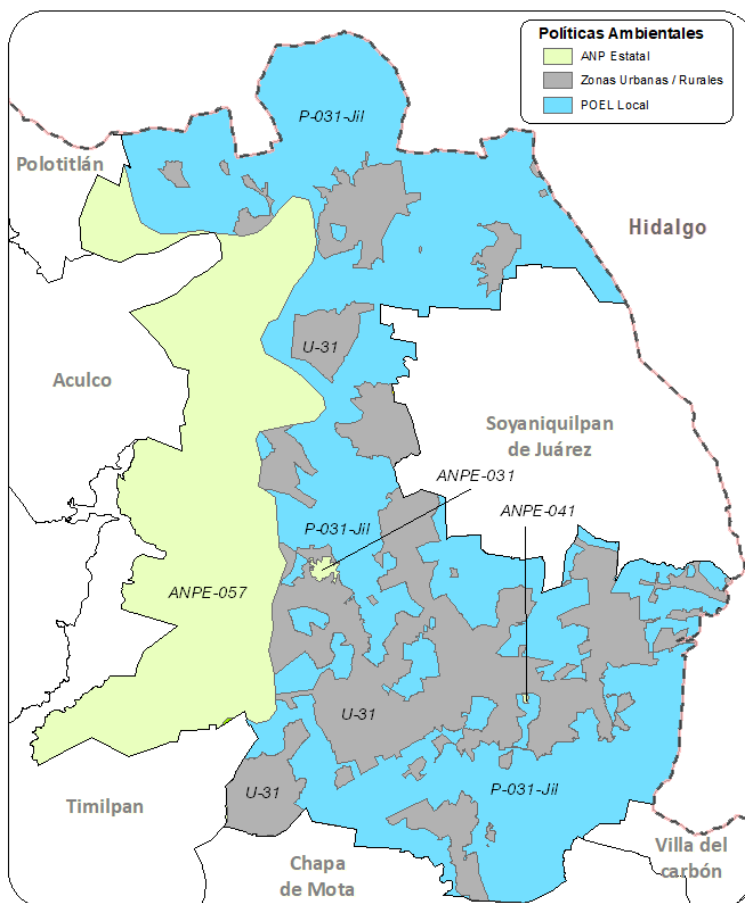 Políticas Ambientales
ANP Estatal
Zonas Urbanas / Rurales
POEL Local
P-031-Jil
Polotitlán
Hidalgo
U-31
Aculco
Soyaniquilpan
de Juárez
ANPE-031
ANPE-041
P-031-Jil
ANPE-057
U-31
U-31
P-031-Jil
Timilpan
Chapa
de Mota
Villa del
carbón